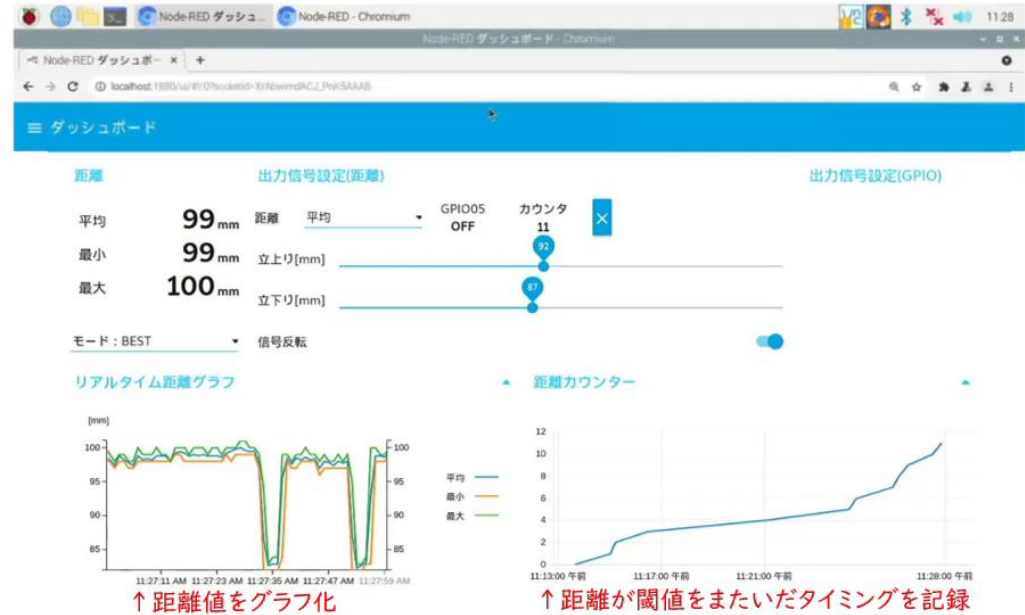 Node-RED ダッシュ...
Node-RED - Chromium
11:28
Node-RED ダッシュボード - Chromium
Node-RED ダッシュボー
ダッシュボード
距離
出力信号設定(距離)
出力信号設定(GPIO)
平均 99 mm
最小 99 mm
最大 100 mm
距離 平均
GPIO05 OFF
カウンタ 11
92
立上り[mm]
87
立下り[mm]
モード : BEST
信号反転
リアルタイム距離グラフ
距離カウンター
[mm]
100
95
90
85
100
95
90
85
11:27:11 AM 11:27:23 AM 11:27:35 AM 11:27:47 AM 11:27:59 AM
平均
最小
最大
12
10
8
6
4
2
0
11:13:00 午前 11:17:00 午前 11:21:00 午前 11:28:00 午前
↑距離値をグラフ化
↑距離が閾値をまたいだタイミングを記録